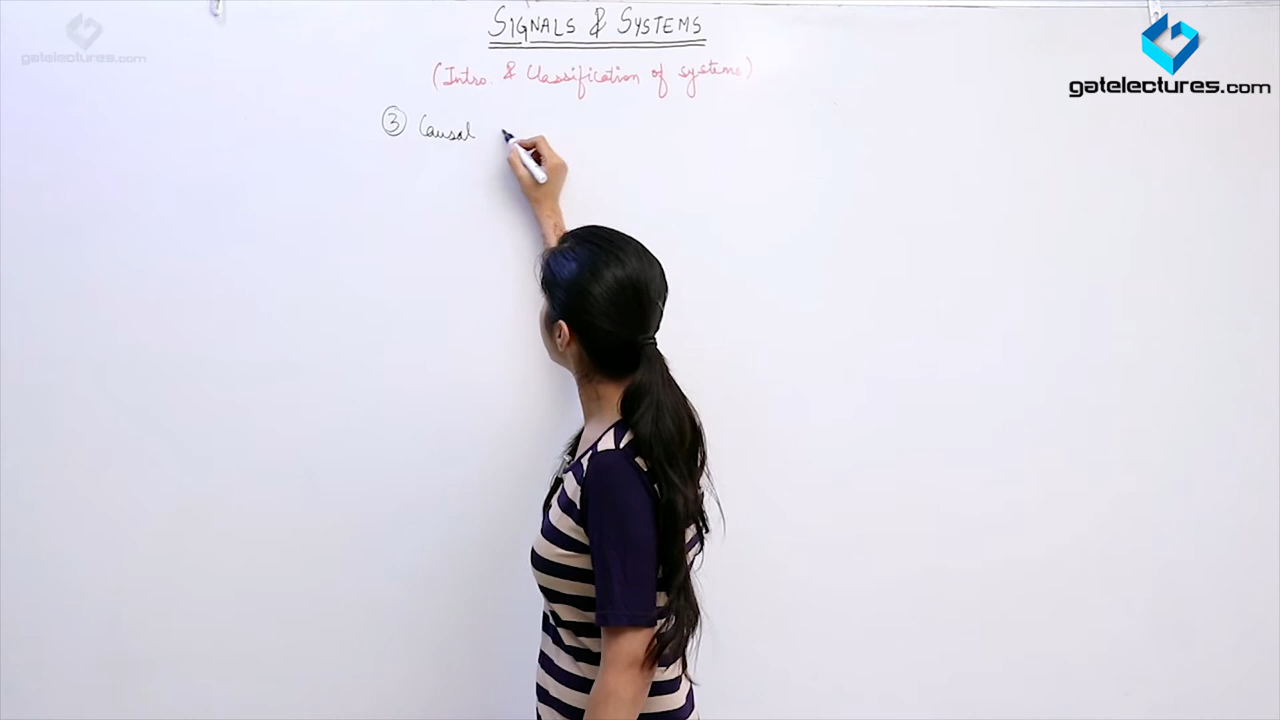 SIGNALS & SYSTEMS
(Intro. & Classification of systems)
③ Causal
gatelectures.com
gatelectures.com